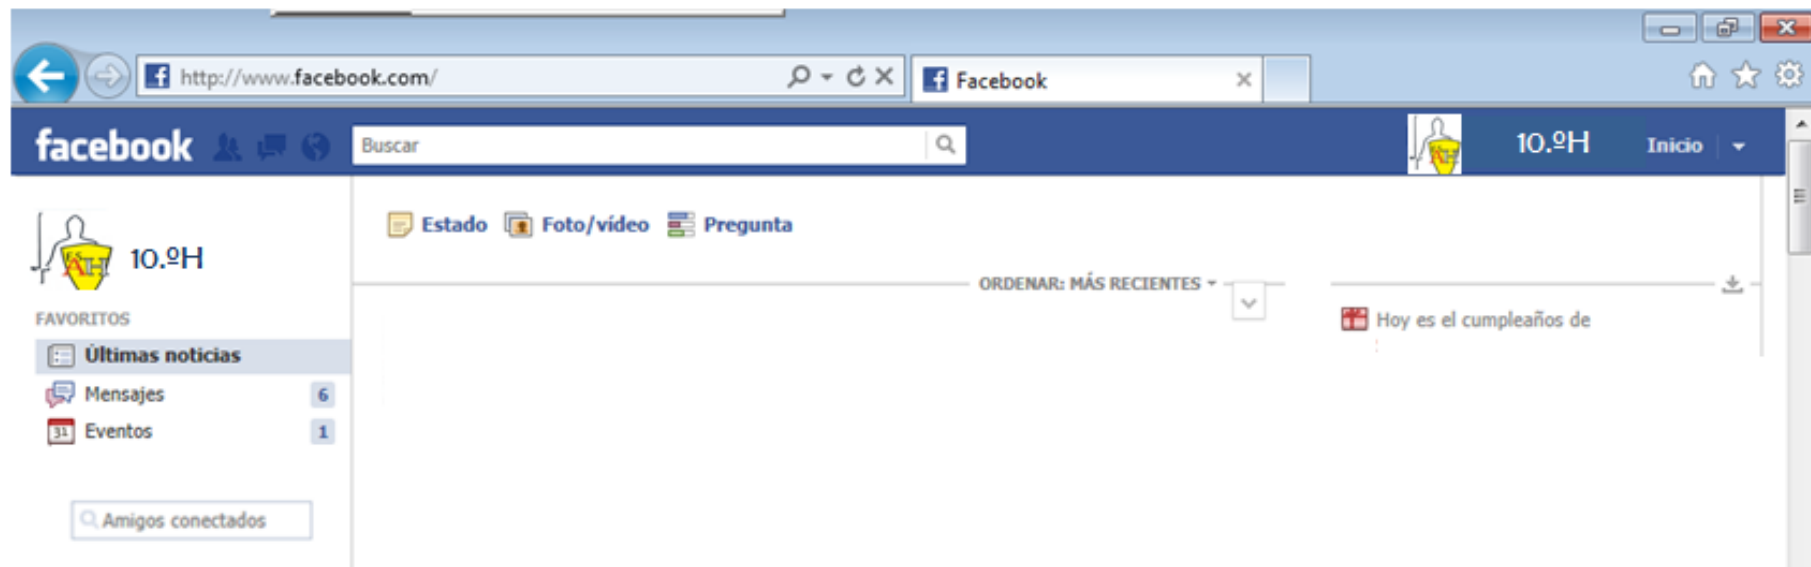 http://www.facebook.com/
Facebook
facebook
Buscar
10.ºH
Inicio
10.ºH
Estado
Foto/vídeo
Pregunta
ORDENAR: MÁS RECIENTES
FAVORITOS
Hoy es el cumpleaños de
Últimas noticias
Mensajes 6
31 Eventos 1
Amigos conectados